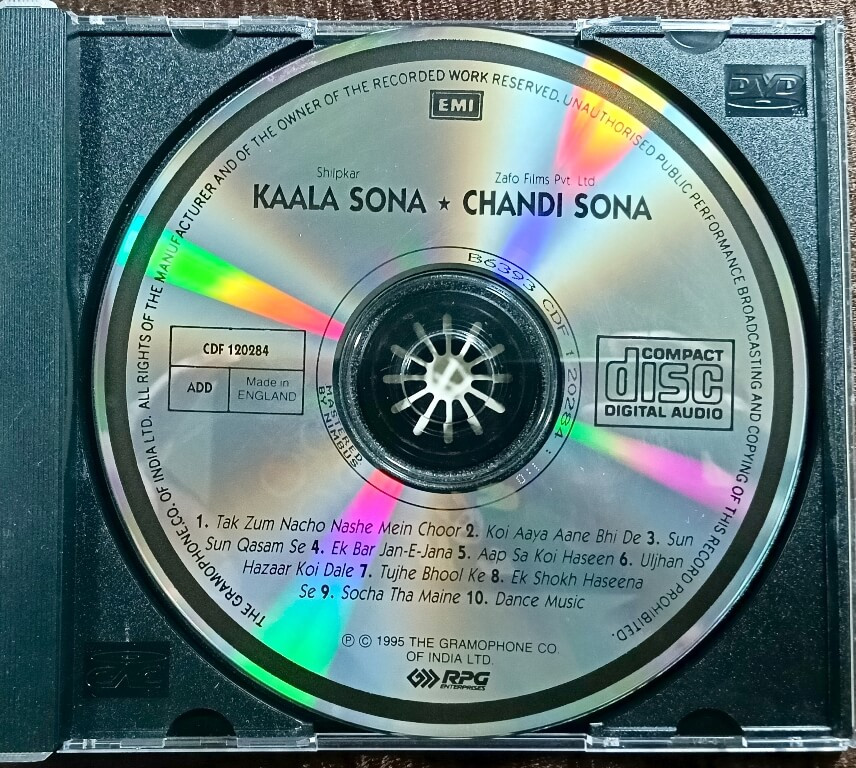 THE GRAMOPHONE CO. OF INDIA LTD. ALL RIGHTS OF THE MANUFACTURER AND OF THE OWNER OF THE RECORDED WORK RESERVED. UNAUTHORISED PUBLIC PERFORMANCE BROADCASTING AND COPYING OF THIS RECORD PROHIBITED.
EMI
DVD
Shilpkar Zafo Films Pvt Ltd
KAALA SONA ★ CHANDI SONA
B6393 CDF 120284
CDF 120284
ADD
Made in
ENGLAND
MASTERED
BY NIMBUS
COMPACT
disc
DIGITAL AUDIO
1. Tak Zum Nacho Nashe Mein Choor 2. Koi Aaya Aane Bhi De 3. Sun
Sun Qasam Se 4. Ek Bar Jan-E-Jana 5. Aap Sa Koi Haseen 6. Uljhan
Hazaar Koi Dale 7. Tujhe Bhool Ke 8. Ek Shokh Haseena
Se 9. Socha Tha Maine 10. Dance Music
Ⓟ © 1995 THE GRAMOPHONE CO.
OF INDIA LTD.
RPG
ENTERPRISES